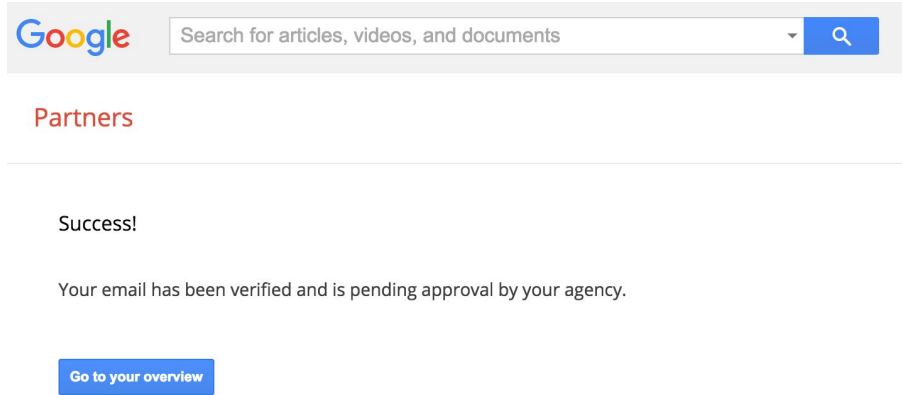 Google
Search for articles, videos, and documents
Partners
Success!
Your email has been verified and is pending approval by your agency.
Go to your overview